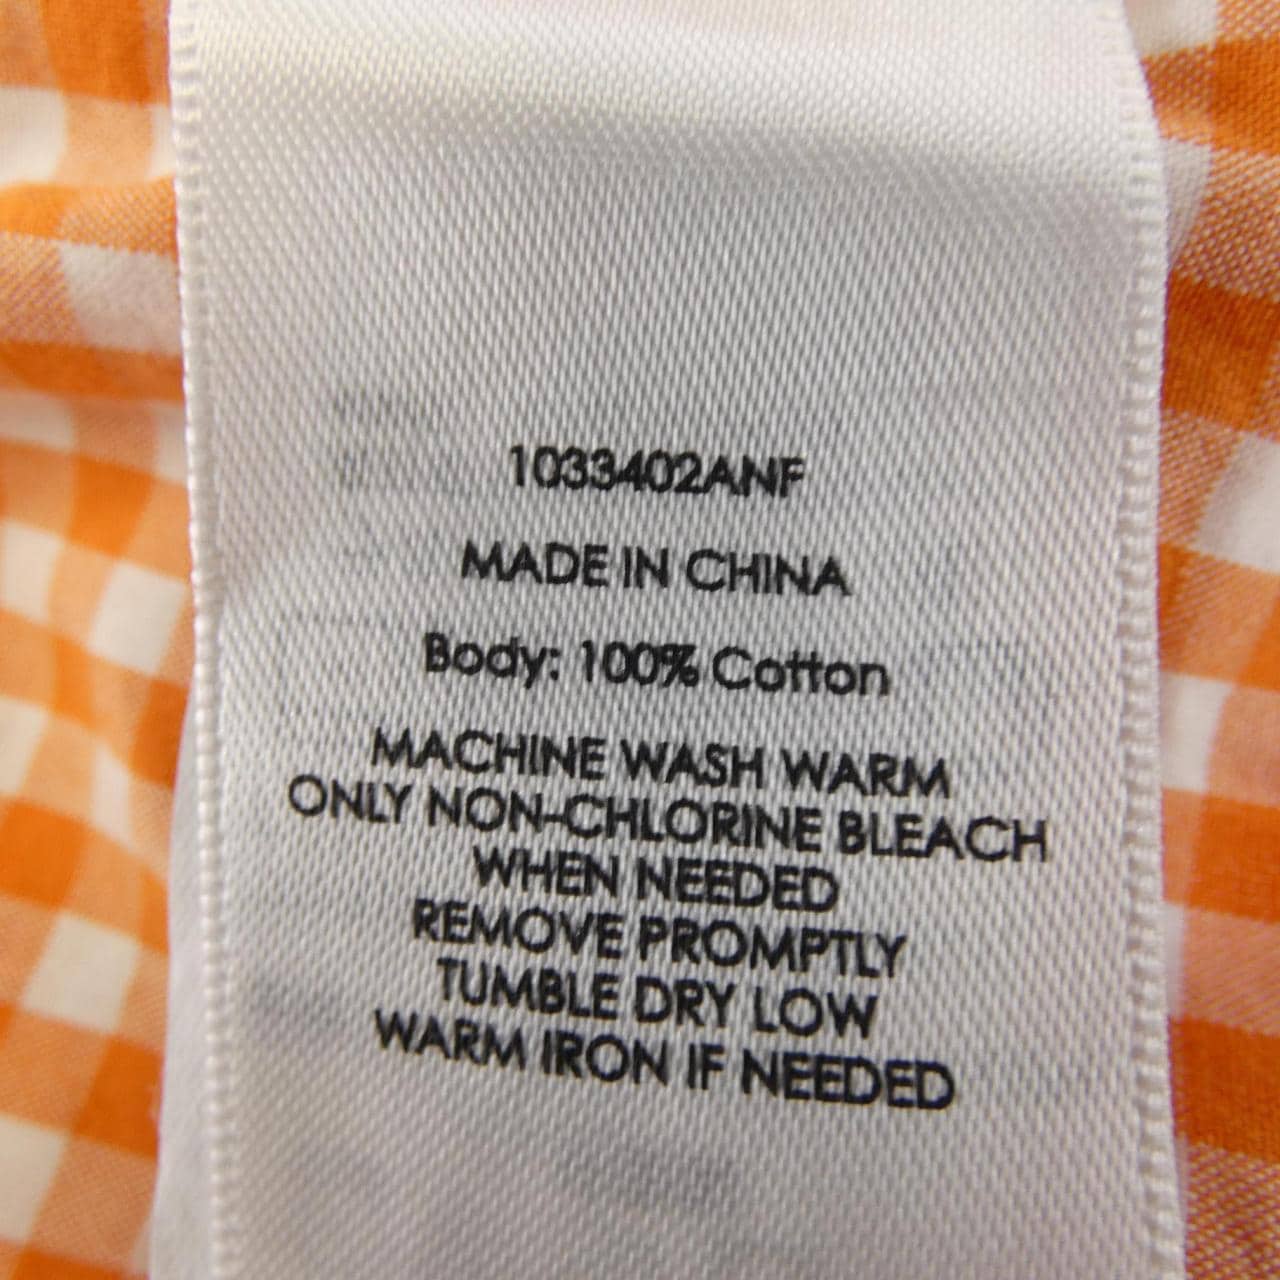 1033402ANF
MADE IN CHINA
Body: 100% Cotton
MACHINE WASH WARM
ONLY NON-CHLORINE BLEACH
WHEN NEEDED
REMOVE PROMPTLY
TUMBLE DRY LOW
WARM IRON IF NEEDED